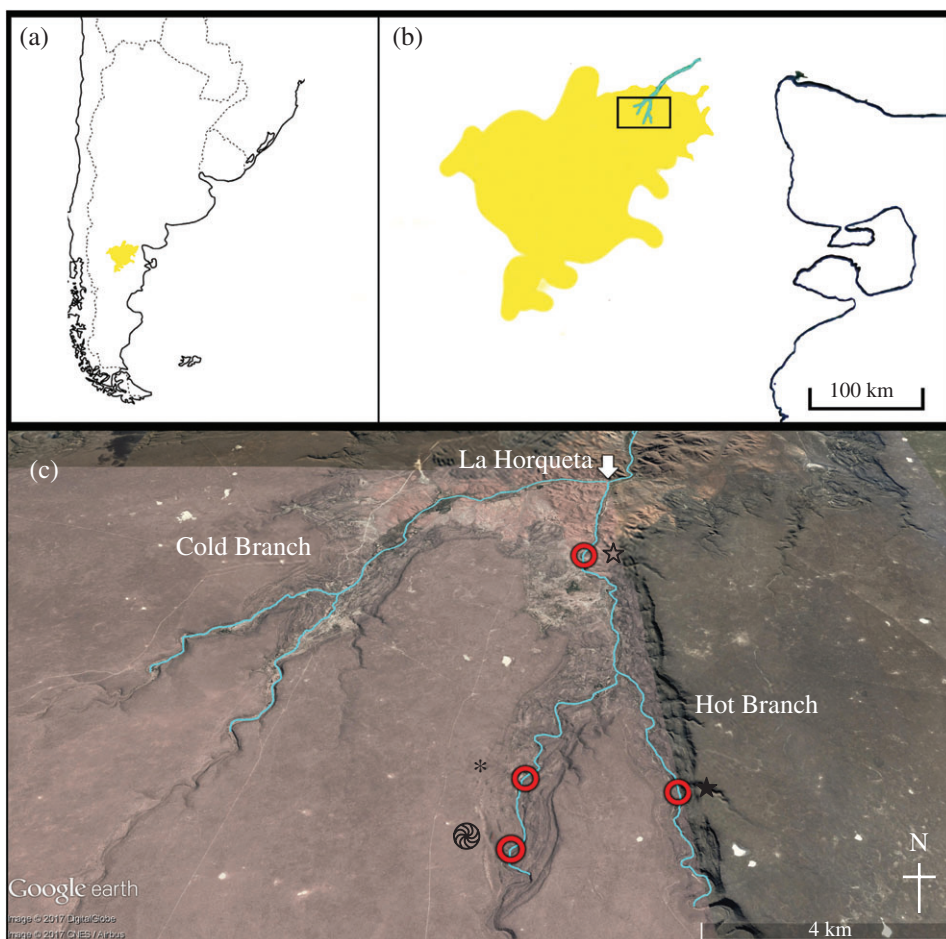 (a)
(b)
100 km
(c)
La Horqueta
Cold Branch
Hot Branch
N
Google earth
Image © 2017 DigitalGlobe
Image © 2017 CNES / Airbus
4 km